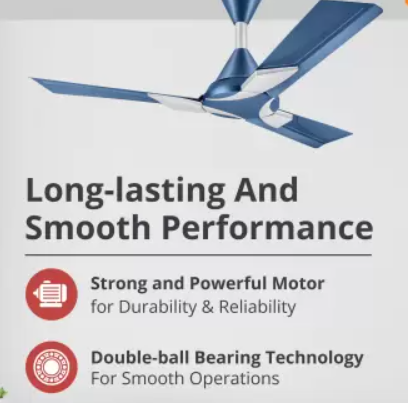 Long-lasting And
Smooth Performance
Strong and Powerful Motor
for Durability & Reliability
Double-ball Bearing Technology
For Smooth Operations